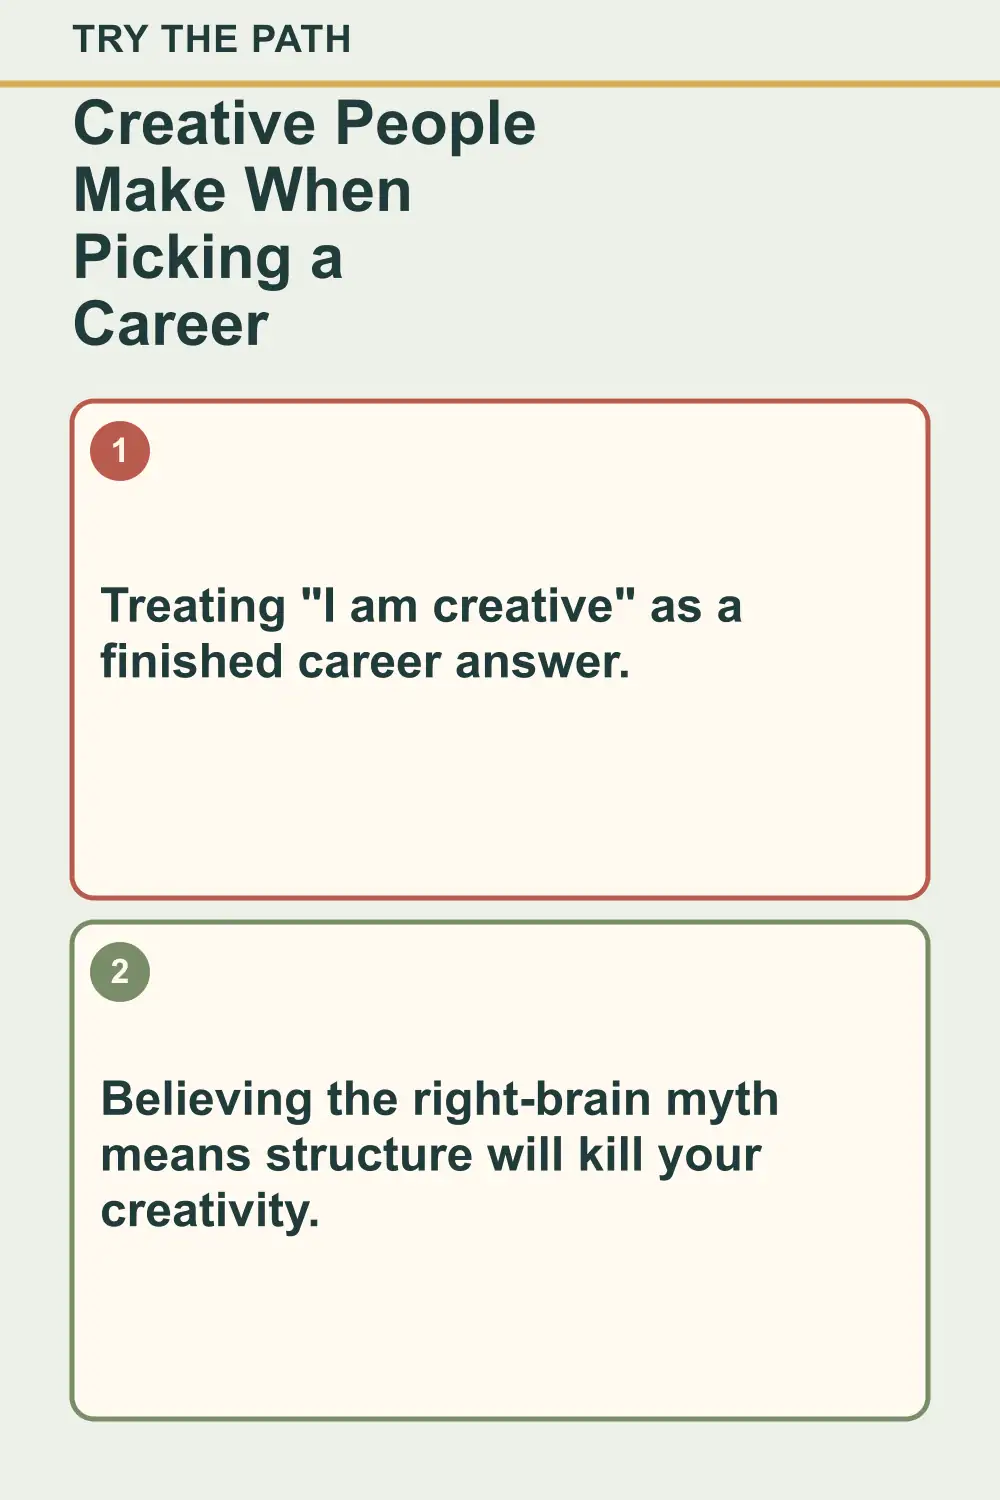 TRY THE PATH
Creative People
Make When
Picking a
Career
1
Treating "I am creative" as a
finished career answer.
2
Believing the right-brain myth
means structure will kill your
creativity.